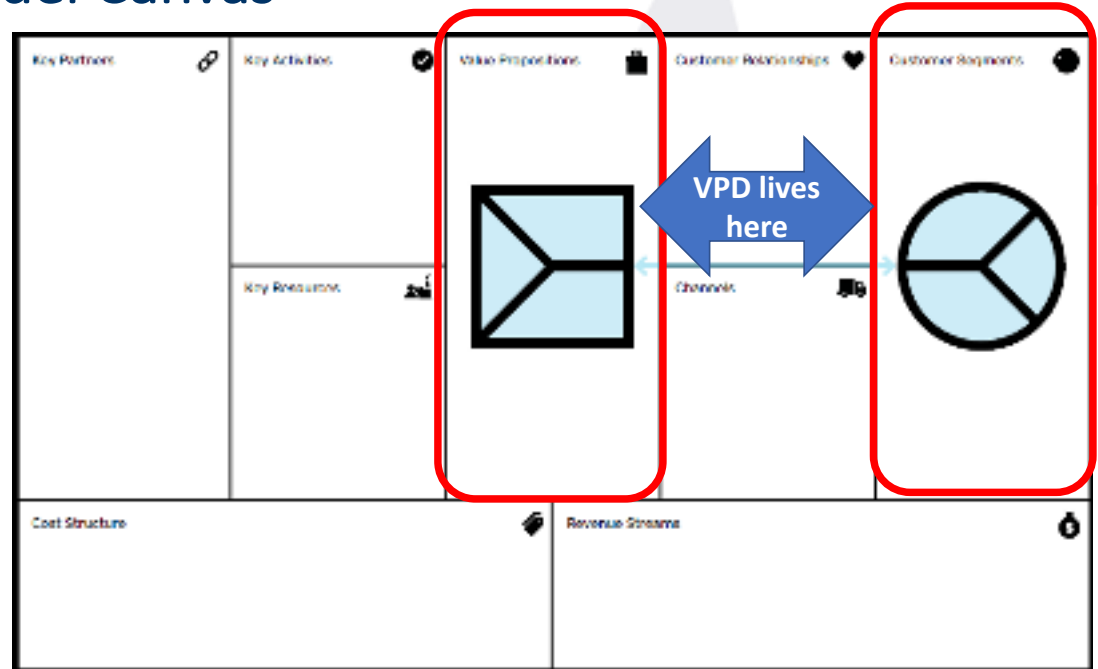 Canvas
Key Partners
Key Activities
Value Propositions
Customer Relationships
Customer Segments
VPD lives
here
Key Resources
Channels
Cost Structure
Revenue Streams